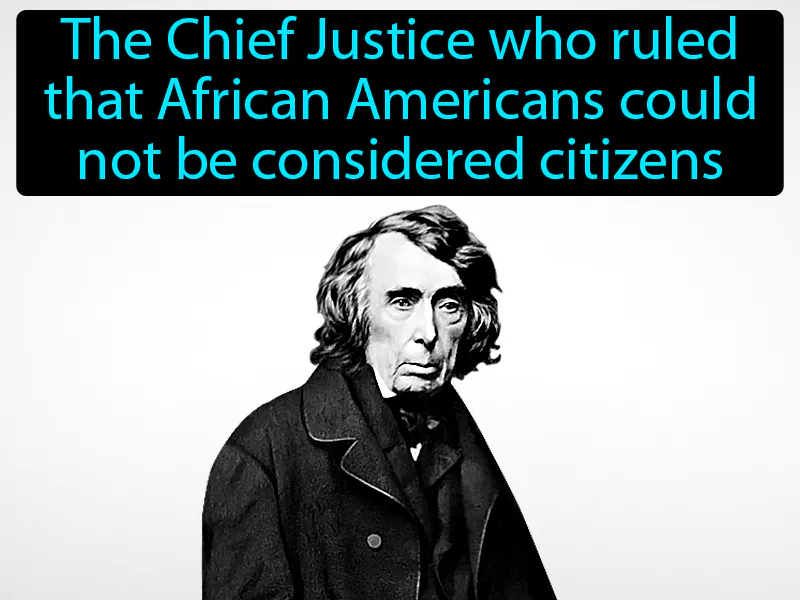 The Chief Justice who ruled
that African Americans could
not be considered citizens